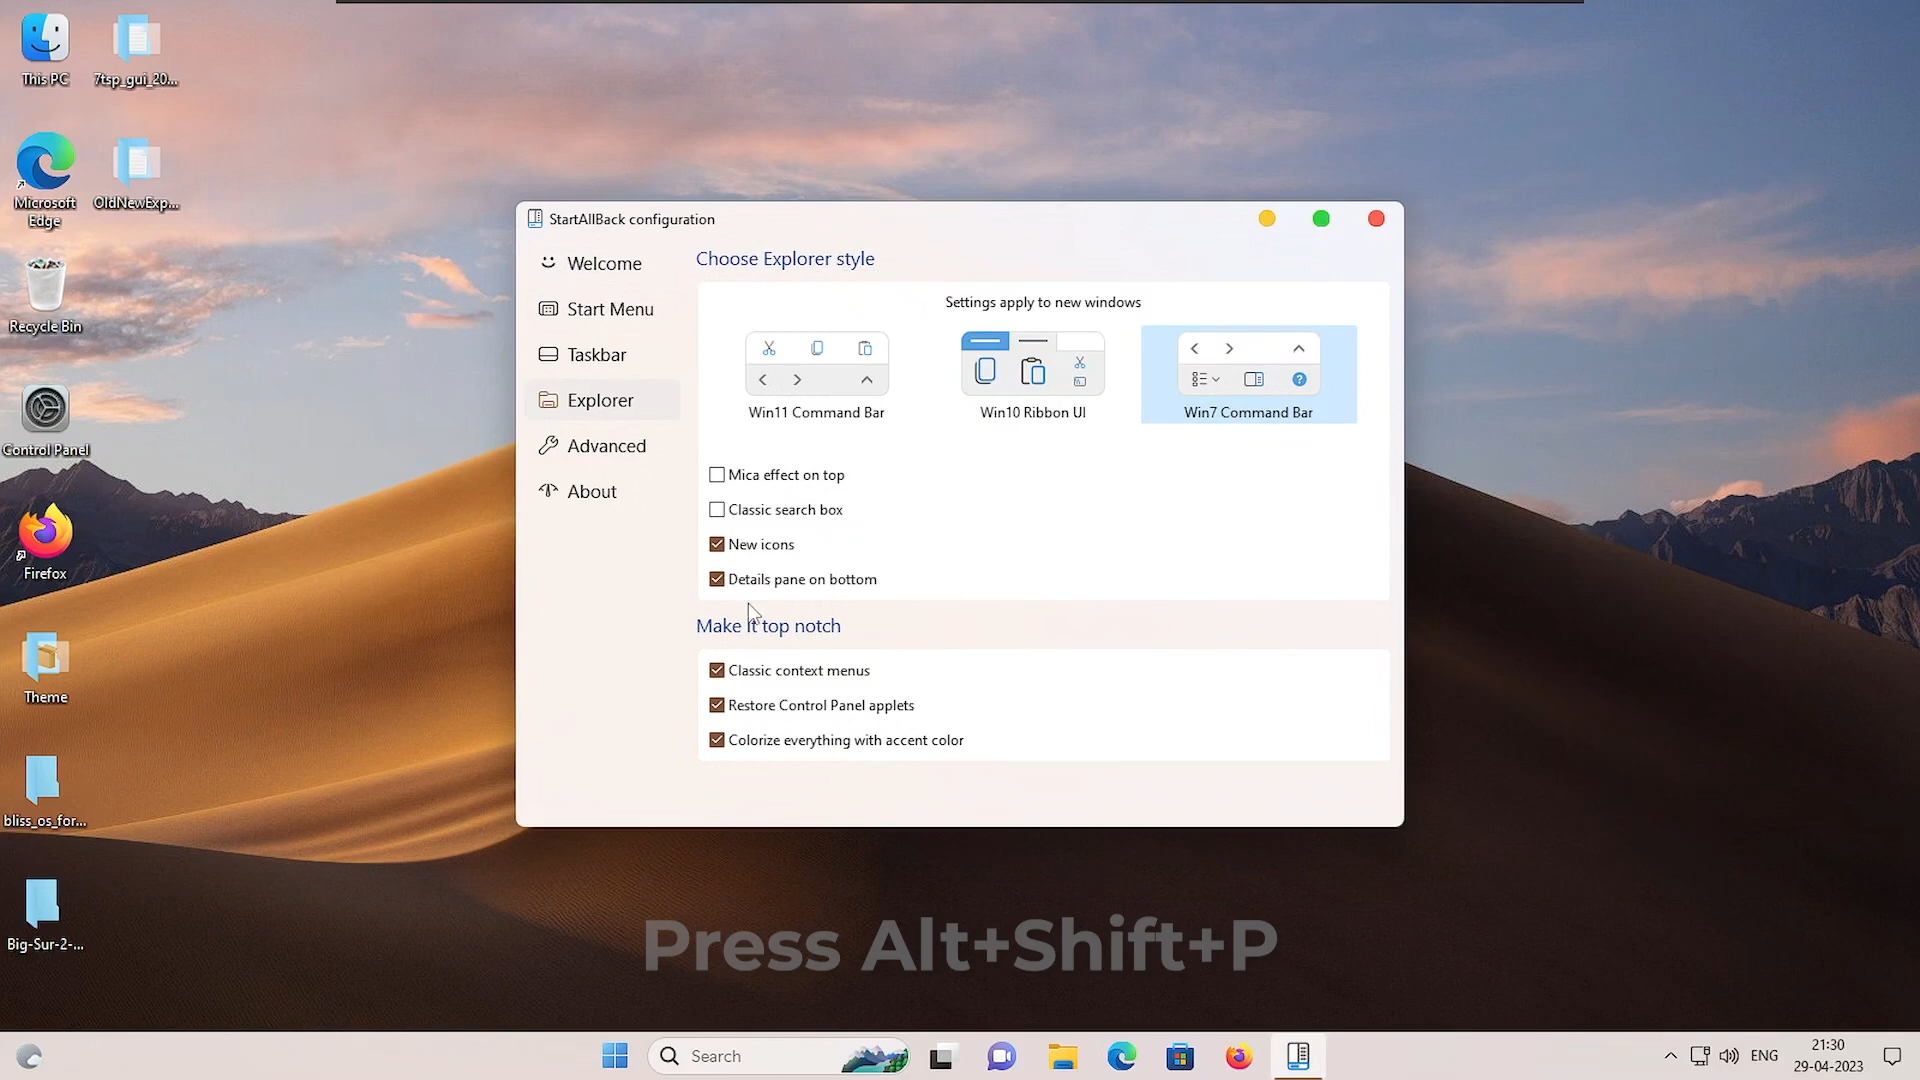 This PC
7tsp_gui_20...
Microsoft
Edge
OldNewExp...
Recycle Bin
Control Panel
Firefox
Theme
bliss_os_for...
Big-Sur-2-...
StartAllBack configuration
Welcome
Start Menu
Taskbar
Explorer
Advanced
About
Choose Explorer style
Settings apply to new windows
Win11 Command Bar
Win10 Ribbon UI
Win7 Command Bar
Mica effect on top
Classic search box
New icons
Details pane on bottom
Make it top notch
Classic context menus
Restore Control Panel applets
Colorize everything with accent color
Press Alt+Shift+P
Search
ENG
21:30
29-04-2023